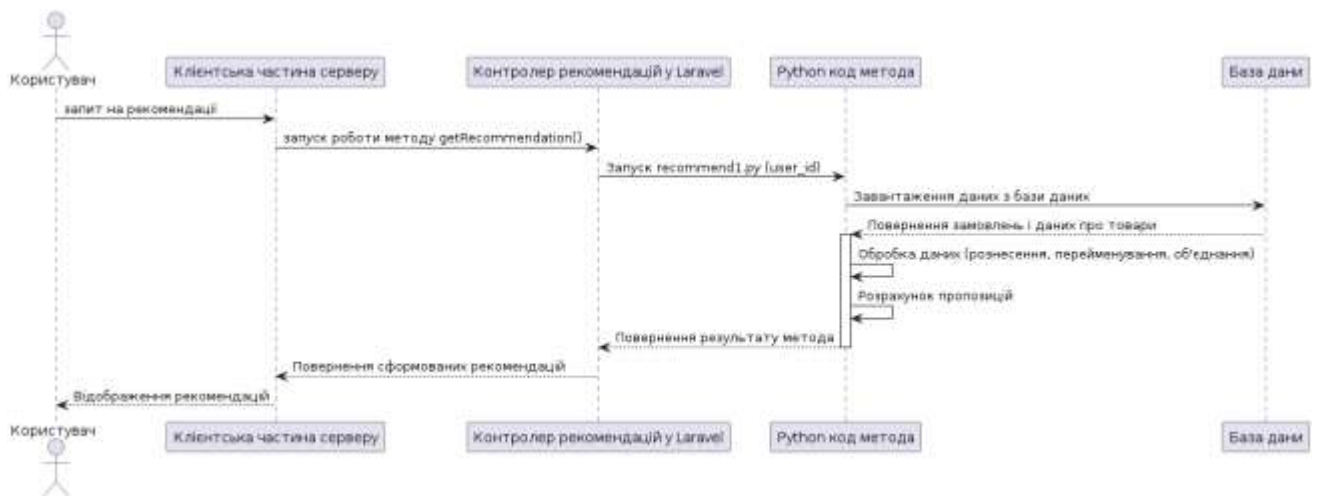 Користувач
Клієнтська частина серверу
Контролер рекомендацій у Laravel
Python код метода
База дани
запит на рекомендації
запуск роботи методу getRecommendation()
Запуск recommend1.py (user_id)
Завантаження даних з бази даних
Повернення замовлень і даних про товари
Обробка даних (рознесення, перейменування, об'єднання)
Розрахунок пропозицій
Повернення результату метода
Повернення сформованих рекомендацій
Відображення рекомендацій
Користувач
Клієнтська частина серверу
Контролер рекомендацій у Laravel
Python код метода
База дани